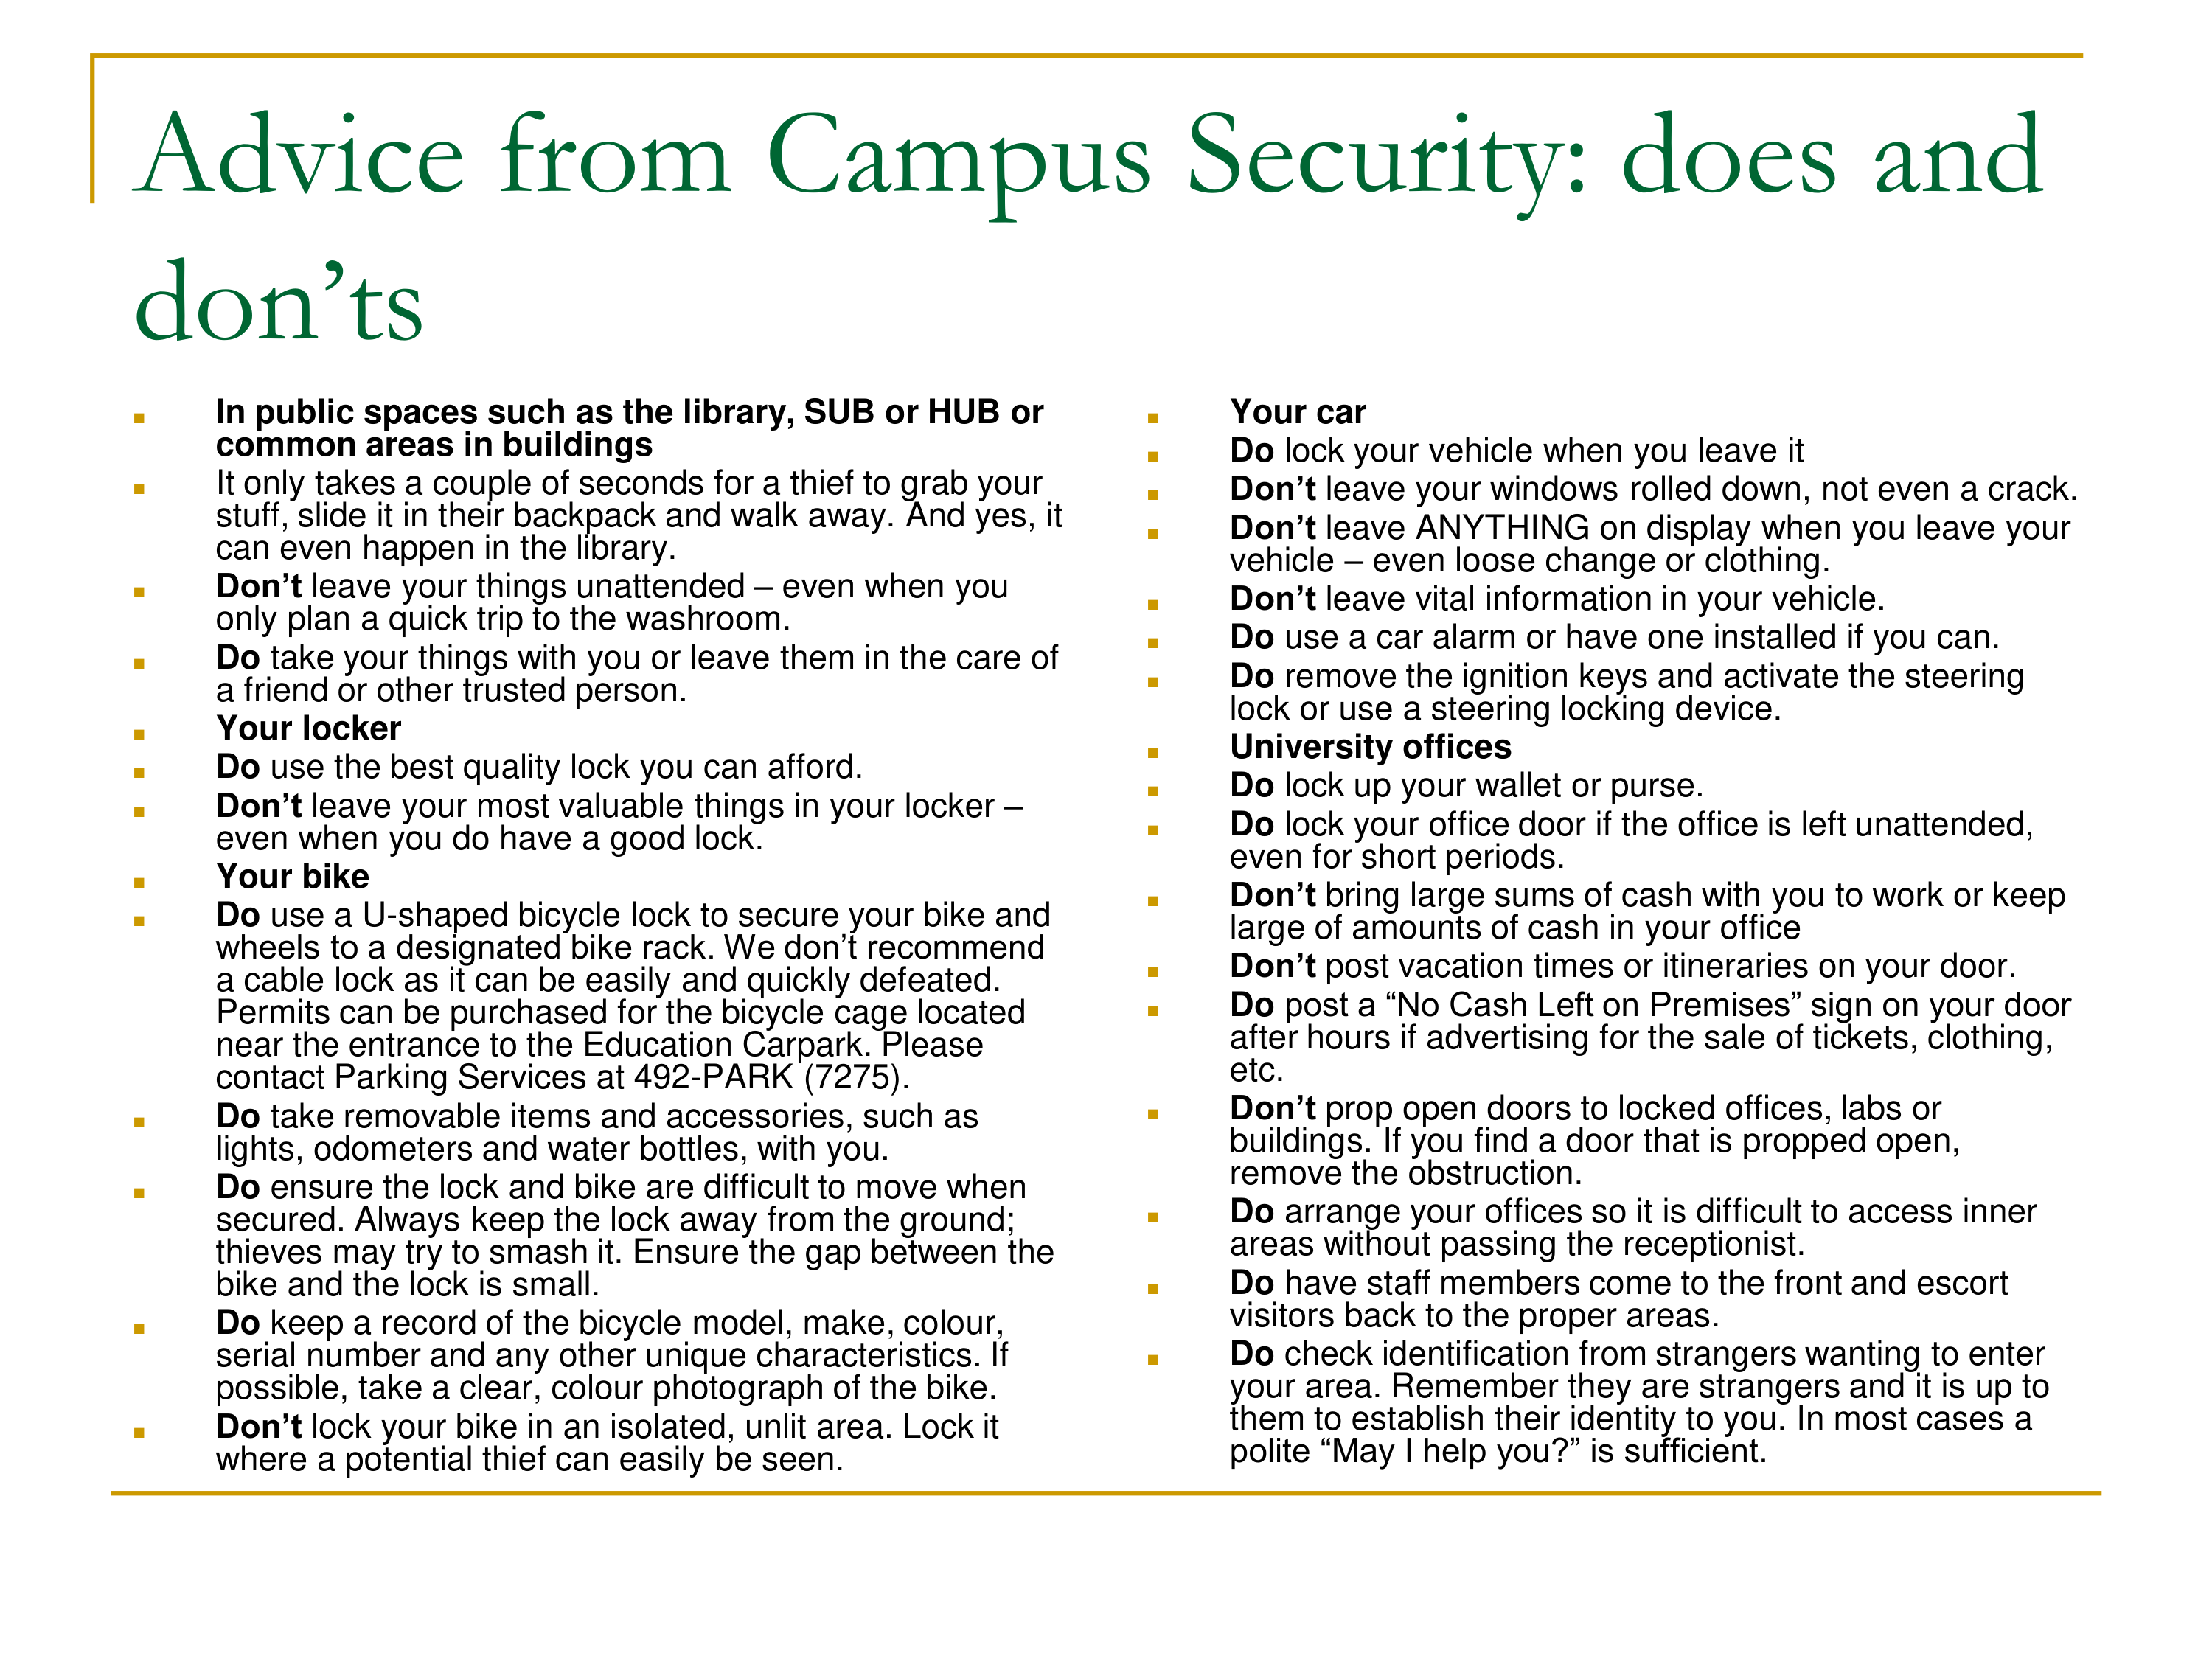 Advice from Campus Security: does and
don’ts
In public spaces such as the library, SUB or HUB or
common areas in buildings
It only takes a couple of seconds for a thief to grab your
stuff, slide it in their backpack and walk away. And yes, it
can even happen in the library.
Don’t leave your things unattended – even when you
only plan a quick trip to the washroom.
Do take your things with you or leave them in the care of
a friend or other trusted person.
Your locker
Do use the best quality lock you can afford.
Don’t leave your most valuable things in your locker –
even when you do have a good lock.
Your bike
Do use a U-shaped bicycle lock to secure your bike and
wheels to a designated bike rack. We don’t recommend
a cable lock as it can be easily and quickly defeated.
Permits can be purchased for the bicycle cage located
near the entrance to the Education Carpark. Please
contact Parking Services at 492-PARK (7275).
Do take removable items and accessories, such as
lights, odometers and water bottles, with you.
Do ensure the lock and bike are difficult to move when
secured. Always keep the lock away from the ground;
thieves may try to smash it. Ensure the gap between the
bike and the lock is small.
Do keep a record of the bicycle model, make, colour,
serial number and any other unique characteristics. If
possible, take a clear, colour photograph of the bike.
Don’t lock your bike in an isolated, unlit area. Lock it
where a potential thief can easily be seen.
Your car
Do lock your vehicle when you leave it
Don’t leave your windows rolled down, not even a crack.
Don’t leave ANYTHING on display when you leave your
vehicle – even loose change or clothing.
Don’t leave vital information in your vehicle.
Do use a car alarm or have one installed if you can.
Do remove the ignition keys and activate the steering
lock or use a steering locking device.
University offices
Do lock up your wallet or purse.
Do lock your office door if the office is left unattended,
even for short periods.
Don’t bring large sums of cash with you to work or keep
large of amounts of cash in your office
Don’t post vacation times or itineraries on your door.
Do post a “No Cash Left on Premises” sign on your door
after hours if advertising for the sale of tickets, clothing,
etc.
Don’t prop open doors to locked offices, labs or
buildings. If you find a door that is propped open,
remove the obstruction.
Do arrange your offices so it is difficult to access inner
areas without passing the receptionist.
Do have staff members come to the front and escort
visitors back to the proper areas.
Do check identification from strangers wanting to enter
your area. Remember they are strangers and it is up to
them to establish their identity to you. In most cases a
polite “May I help you?” is sufficient.